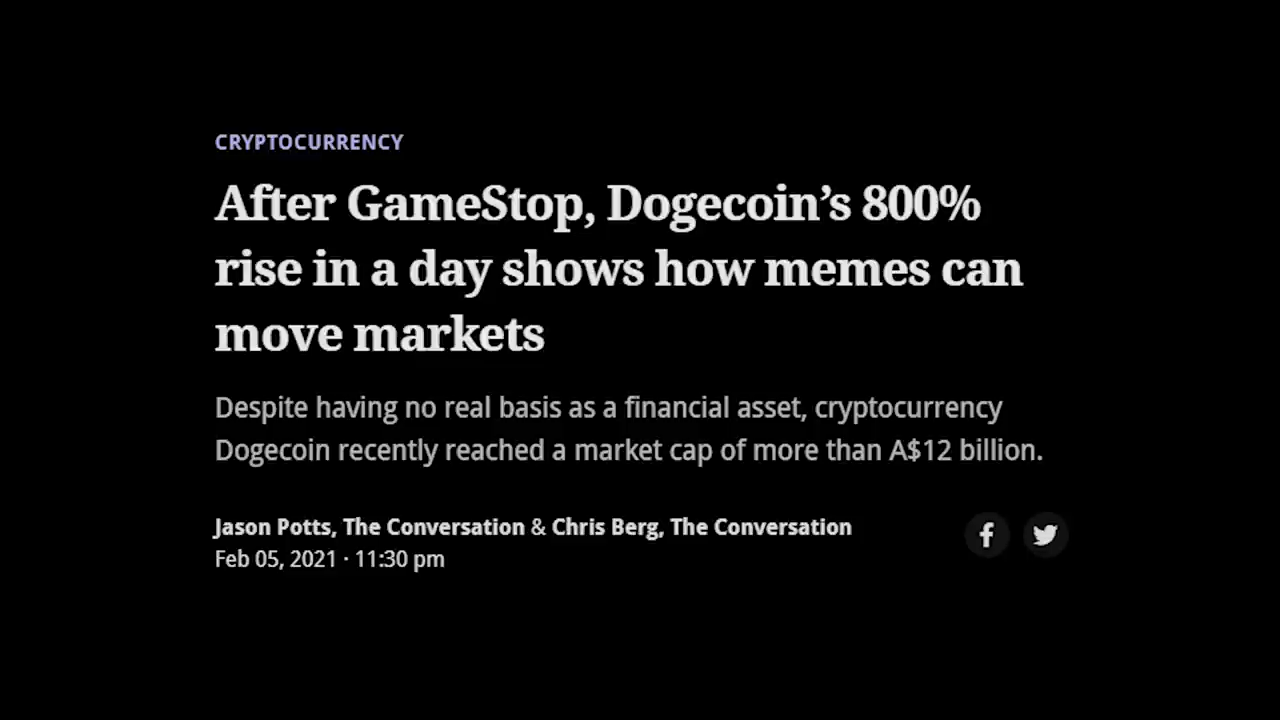 CRYPTOCURRENCY
After GameStop, Dogecoin’s 800%
rise in a day shows how memes can
move markets
Despite having no real basis as a financial asset, cryptocurrency
Dogecoin recently reached a market cap of more than A$12 billion.
Jason Potts, The Conversation & Chris Berg, The Conversation
Feb 05, 2021 · 11:30 pm